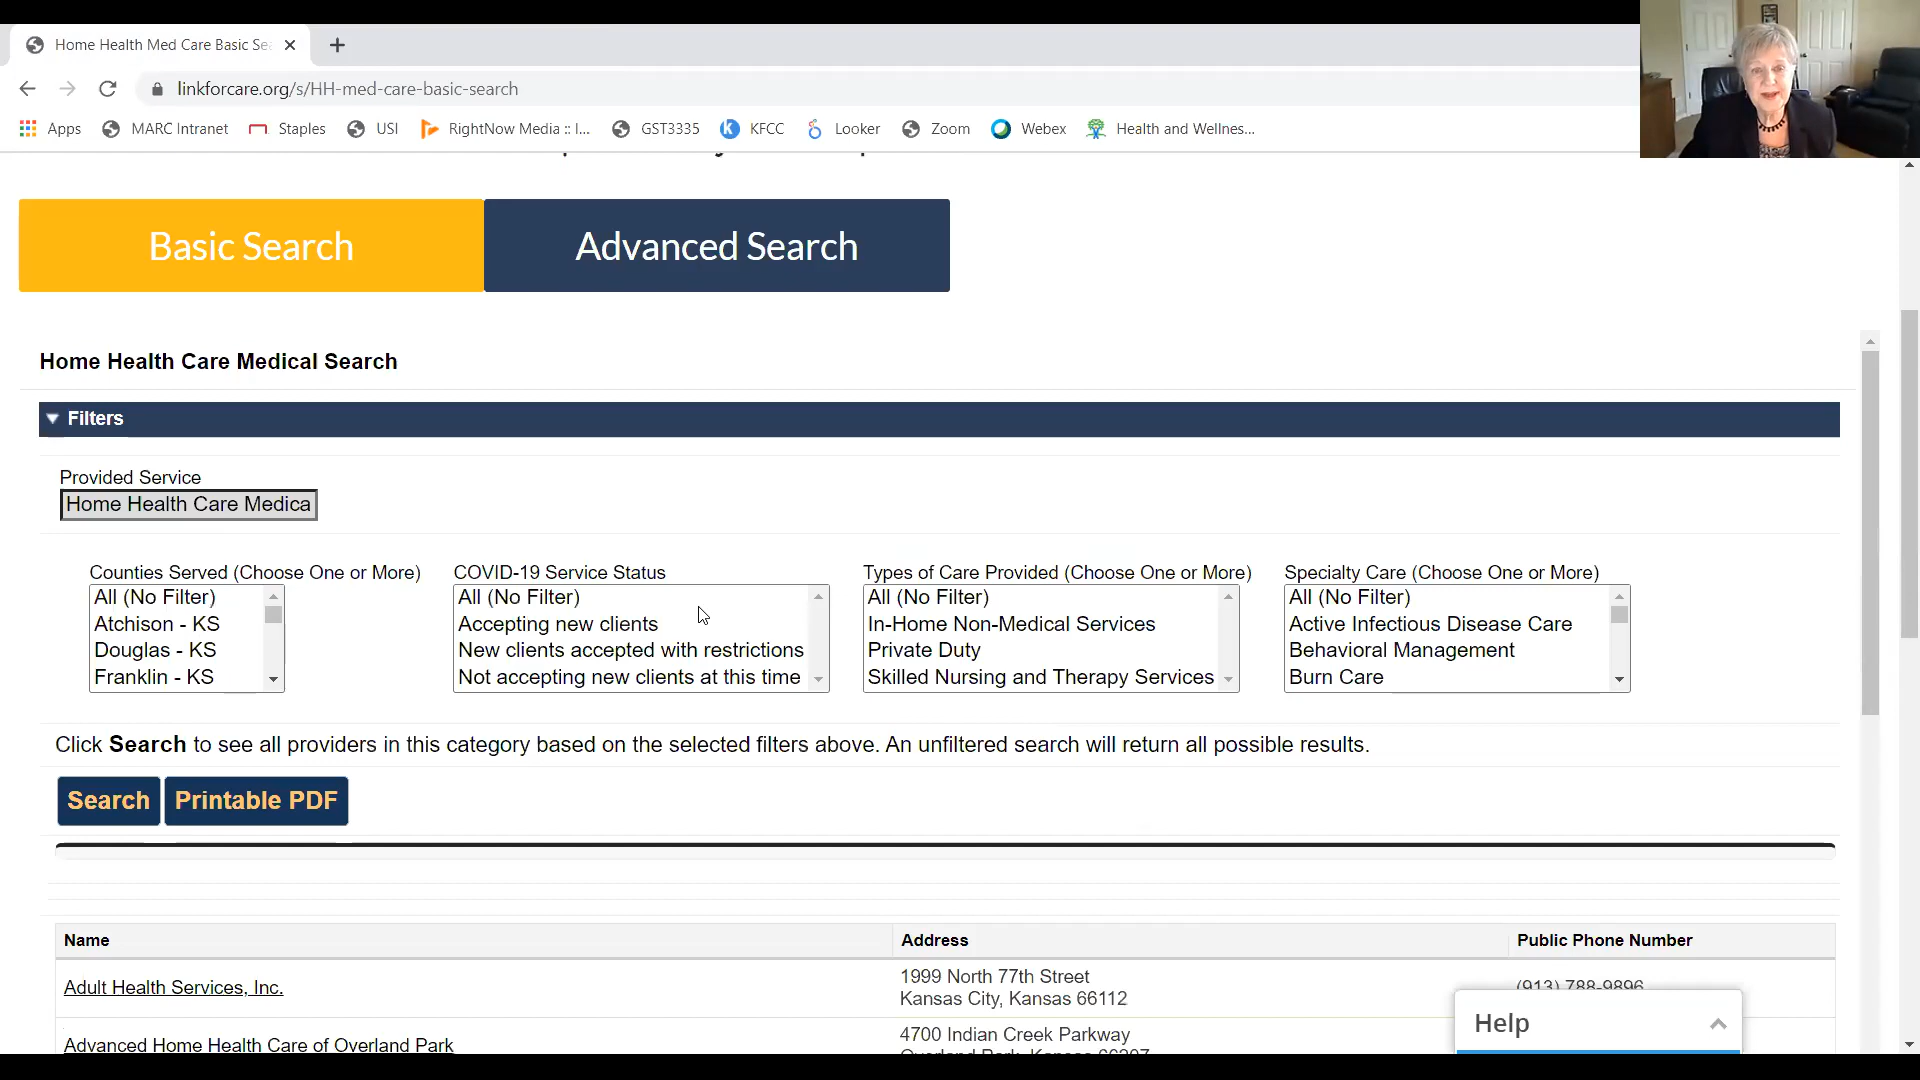 Home Health Med Care Basic Se
linkforcare.org/s/HH-med-care-basic-search
Apps MARC Intranet Staples USI RightNow Media :: I... GST3335 KFCC Looker Zoom Webex Health and Wellnes...
Basic Search Advanced Search
Home Health Care Medical Search
Filters
Provided Service
Home Health Care Medica
Counties Served (Choose One or More) COVID-19 Service Status Types of Care Provided (Choose One or More) Specialty Care (Choose One or More)
All (No Filter) All (No Filter) All (No Filter) All (No Filter)
Atchison - KS Accepting new clients In-Home Non-Medical Services Active Infectious Disease Care
Douglas - KS New clients accepted with restrictions Private Duty Behavioral Management
Franklin - KS Not accepting new clients at this time Skilled Nursing and Therapy Services Burn Care
Click Search to see all providers in this category based on the selected filters above. An unfiltered search will return all possible results.
Search Printable PDF
Name Address Public Phone Number
Adult Health Services, Inc. 1999 North 77th Street (913) 788-9896
Kansas City, Kansas 66112
Advanced Home Health Care of Overland Park 4700 Indian Creek Parkway
Overland Park, Kansas 66207
Help